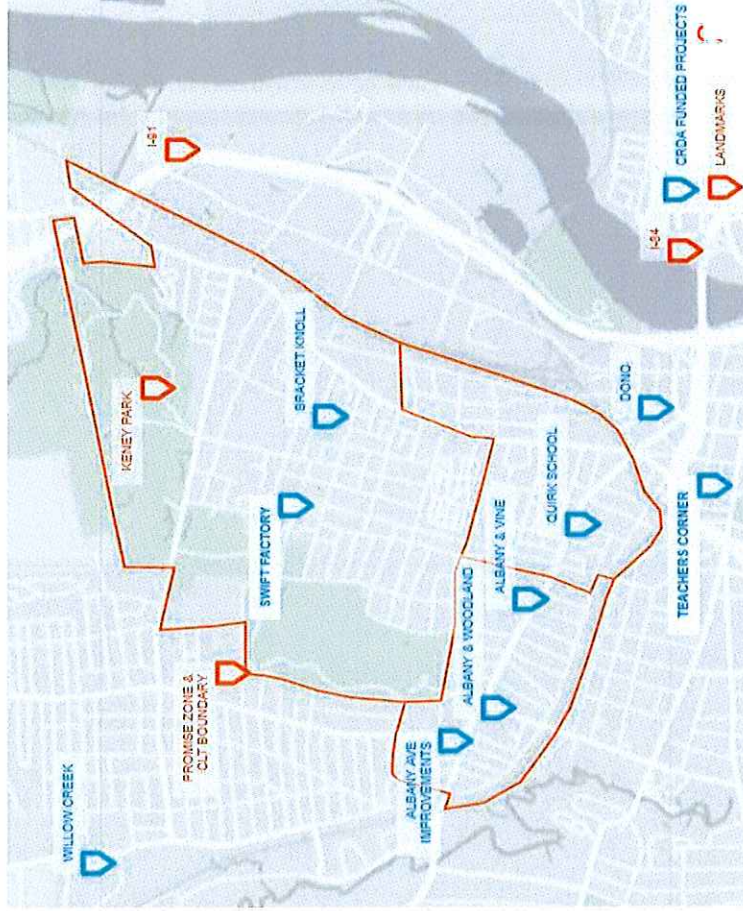 WILLOW CREEK
PROMISE ZONE &
CLT BOUNDARY
KENEY PARK
I-91
SWIFT FACTORY
BRACKET KNOLL
ALBANY AVE
IMPROVEMENTS
ALBANY & WOODLAND
ALBANY & VINE
QUIRK SCHOOL
DONO
TEACHERS CORNER
I-84
CRDA FUNDED PROJECTS
LANDMARKS